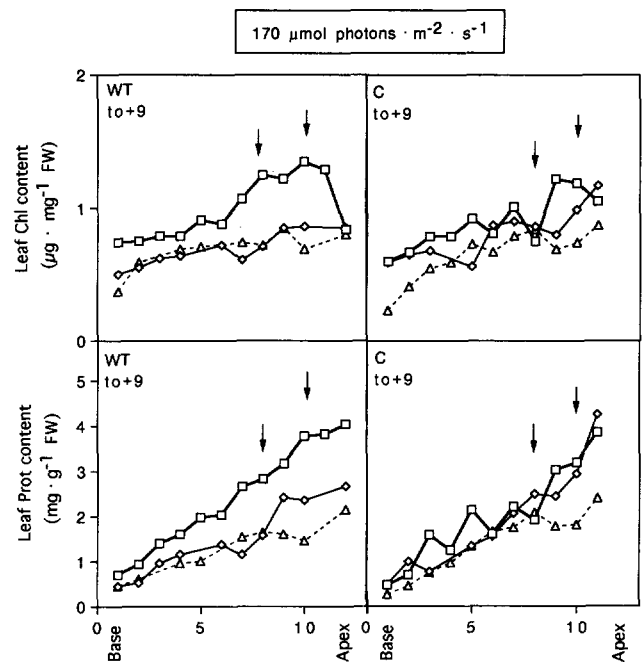 170 µmol photons · m⁻² · s⁻¹
WT
to+9
C
to+9
Leaf Chl content
(µg · mg⁻¹ FW)
2
1
0
WT
to+9
C
to+9
Leaf Prot content
(mg · g⁻¹ FW)
5
4
3
2
1
0
0
Base
5
10
Apex
0
Base
5
10
Apex